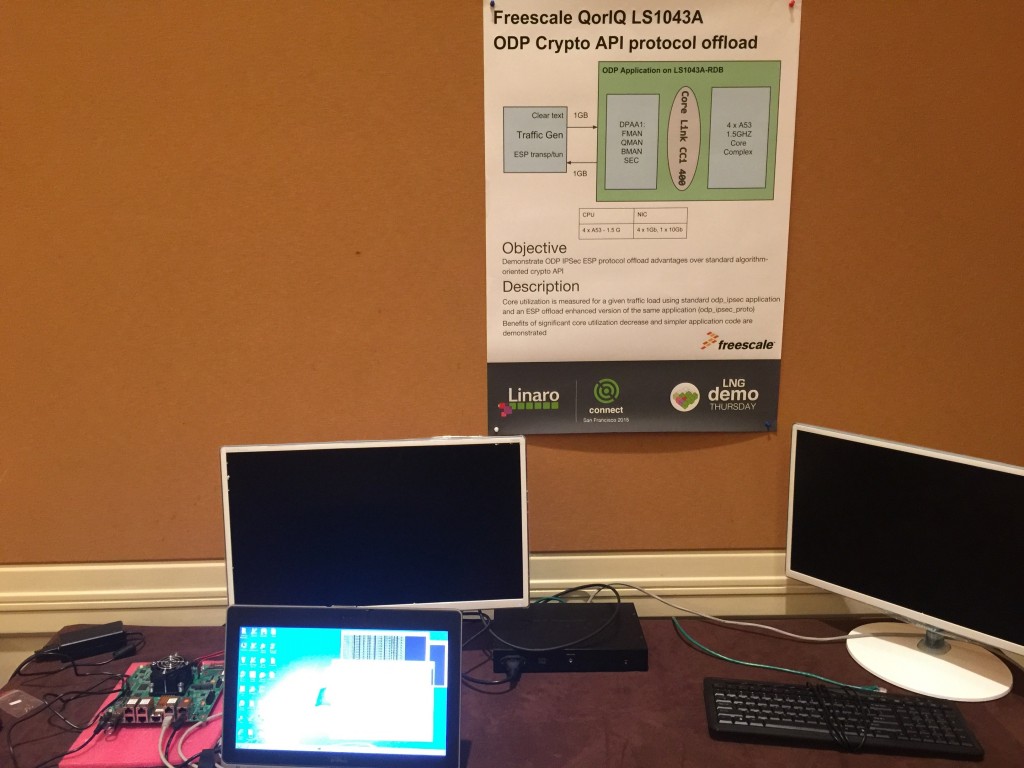 Freescale QorIQ LS1043A
ODP Crypto API protocol offload
ODP Application on LS1043A-RDB
Clear text
Traffic Gen
ESP transp/tun
1GB
1GB
DPAA1:
FMAN
QMAN
BMAN
SEC
Core Link CCI 400
4 x A53
1.5GHZ
Core
Complex
CPU
NIC
4 x A53 - 1.5 G
4 x 1Gb, 1 x 10Gb
Objective
Demonstrate ODP IPSec ESP protocol offload advantages over standard algorithm-
oriented crypto API
Description
Core utilization is measured for a given traffic load using standard odp_ipsec application
and an ESP offload enhanced version of the same application (odp_ipsec_proto)
Benefits of significant core utilization decrease and simpler application code are
demonstrated
freescale
Linaro
connect
San Francisco 2015
LNG
demo
THURSDAY